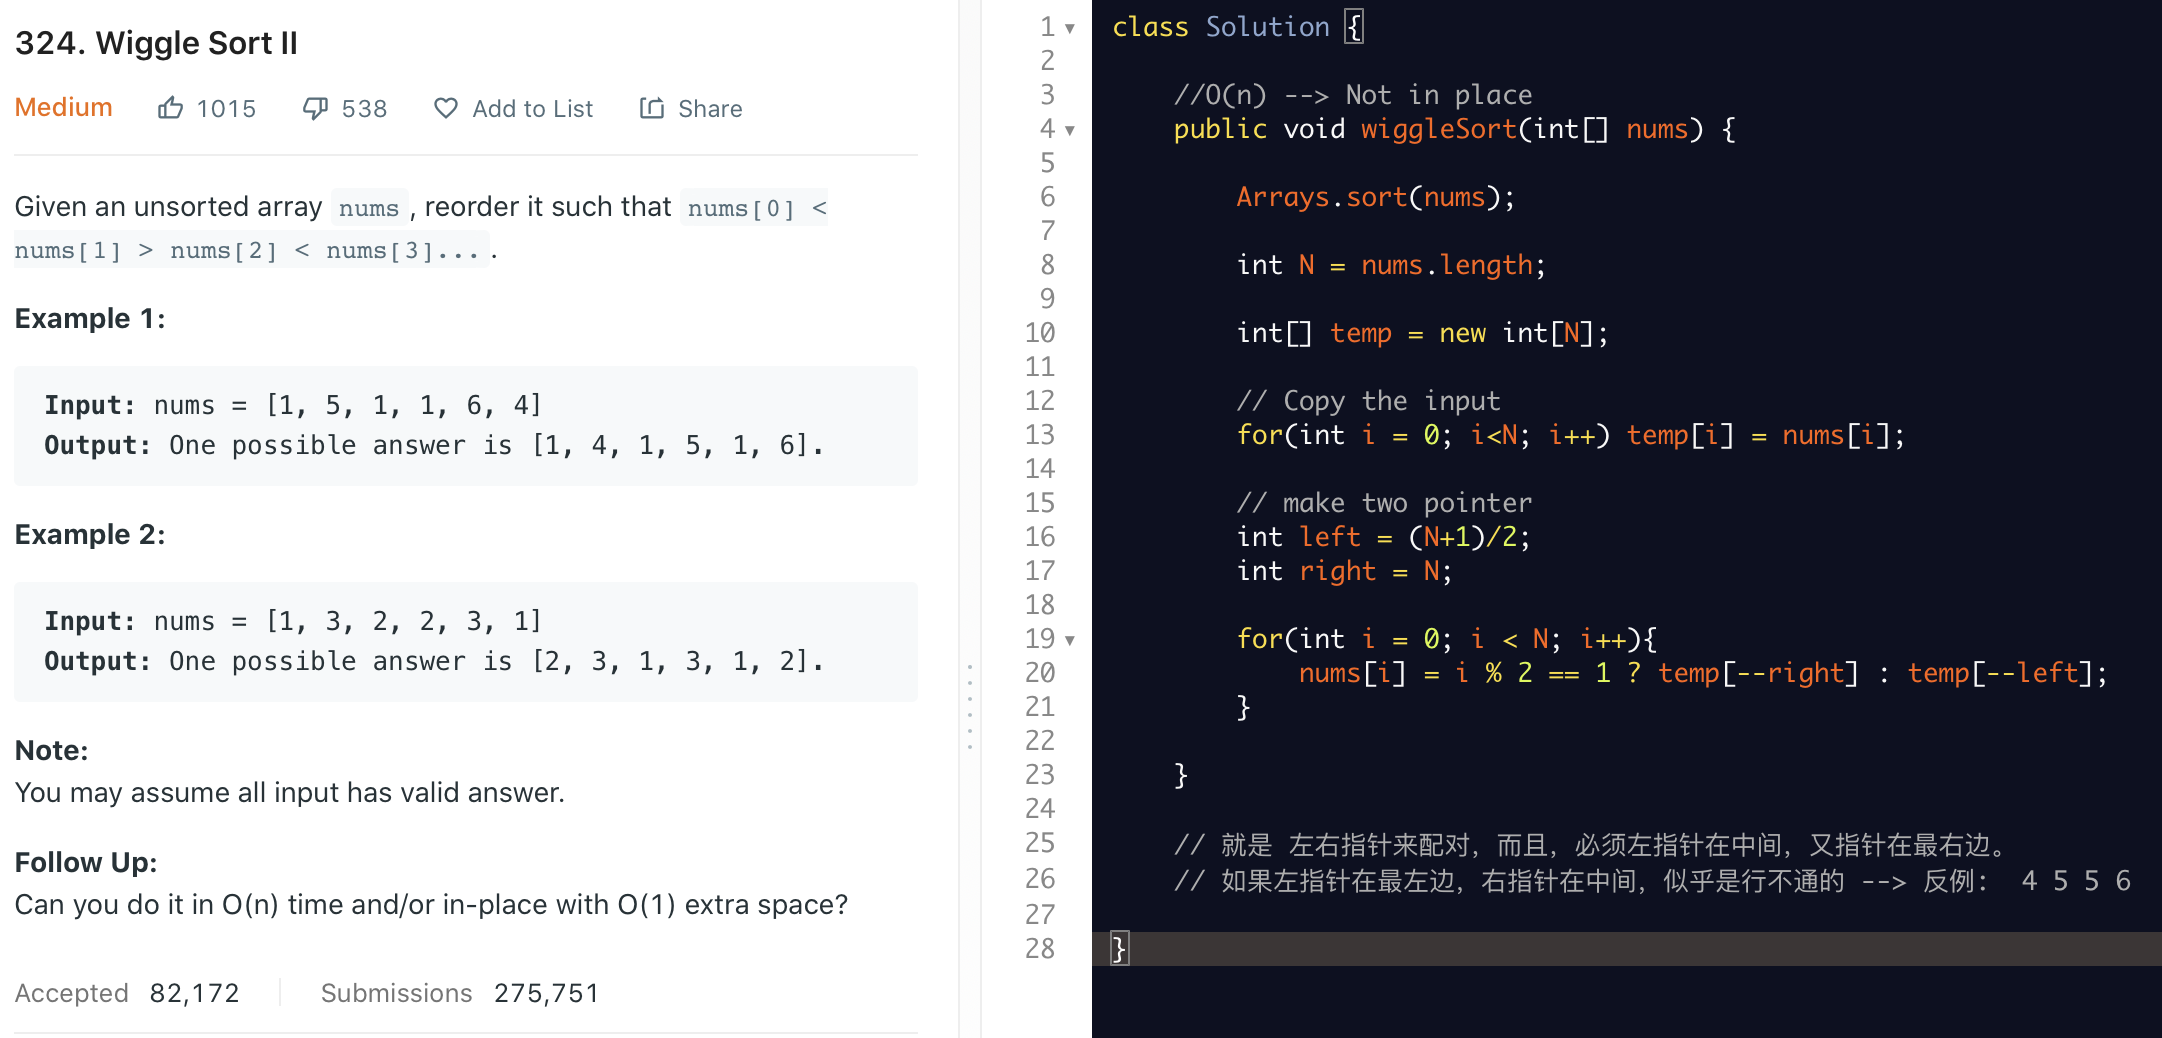 324. Wiggle Sort II
Medium 1015 538 Add to List Share
Given an unsorted array nums , reorder it such that nums[0] <
nums[1] > nums[2] < nums[3]... .
Example 1:
Input: nums = [1, 5, 1, 1, 6, 4]
Output: One possible answer is [1, 4, 1, 5, 1, 6].
Example 2:
Input: nums = [1, 3, 2, 2, 3, 1]
Output: One possible answer is [2, 3, 1, 3, 1, 2].
Note:
You may assume all input has valid answer.
Follow Up:
Can you do it in O(n) time and/or in-place with O(1) extra space?
Accepted 82,172 Submissions 275,751
1 class Solution {
2
3 //O(n) --> Not in place
4 public void wiggleSort(int[] nums) {
5
6 Arrays.sort(nums);
7
8 int N = nums.length;
9
10 int[] temp = new int[N];
11
12 // Copy the input
13 for(int i = 0; i<N; i++) temp[i] = nums[i];
14
15 // make two pointer
16 int left = (N+1)/2;
17 int right = N;
18
19 for(int i = 0; i < N; i++){
20 nums[i] = i % 2 == 1 ? temp[--right] : temp[--left];
21 }
22
23 }
24
25 // 就是 左右指针来配对，而且，必须左指针在中间，又指针在最右边。
26 // 如果左指针在最左边，右指针在中间，似乎是行不通的 --> 反例： 4 5 5 6
27
28 }